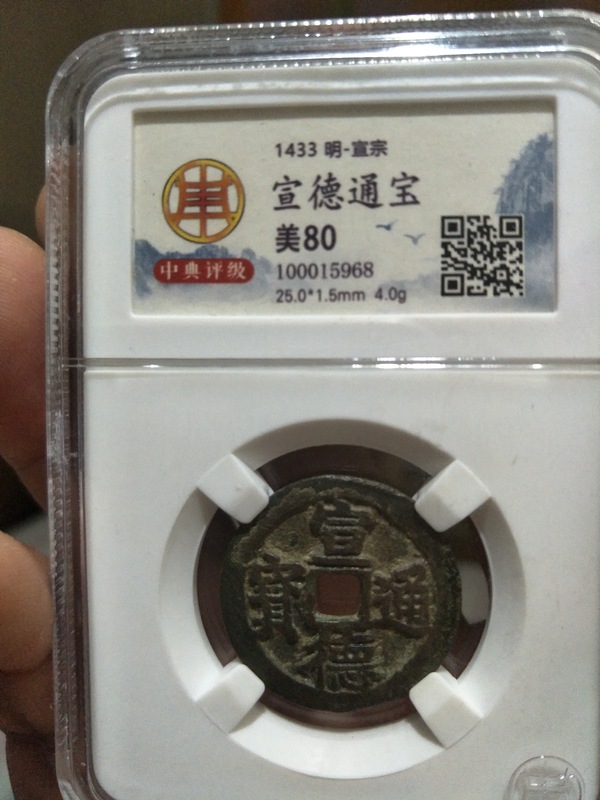 1433 明-宣宗
宣德通宝
美80
中典评级
100015968
25.0*1.5mm 4.0g
宣
寳 通
德